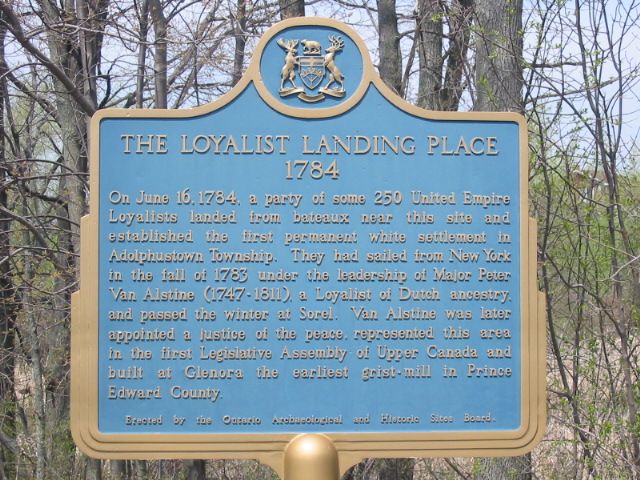 THE LOYALIST LANDING PLACE
1784
On June 16, 1784, a party of some 250 United Empire
Loyalists landed from bateaux near this site and
established the first permanent white settlement in
Adolphustown Township. They had sailed from New York
in the fall of 1783 under the leadership of Major Peter
Van Alstine (1747-1811), a Loyalist of Dutch ancestry,
and passed the winter at Sorel. Van Alstine was later
appointed a justice of the peace, represented this area
in the first Legislative Assembly of Upper Canada and
built at Glenora the earliest grist-mill in Prince
Edward County.
Erected by the Ontario Archaeological and Historic Sites Board.